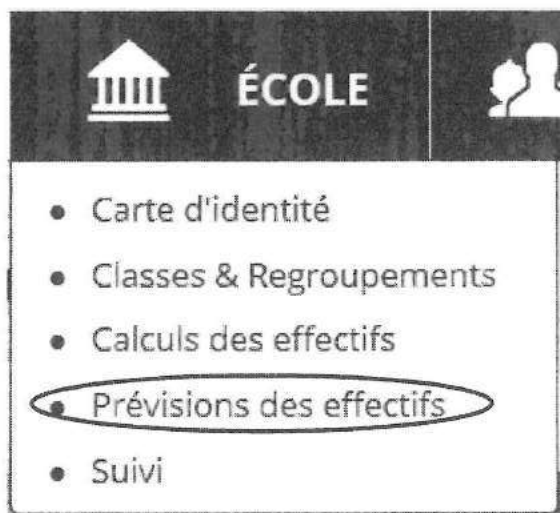 ÉCOLE
Carte d'identité
Classes & Regroupements
Calculs des effectifs
Prévisions des effectifs
Suivi